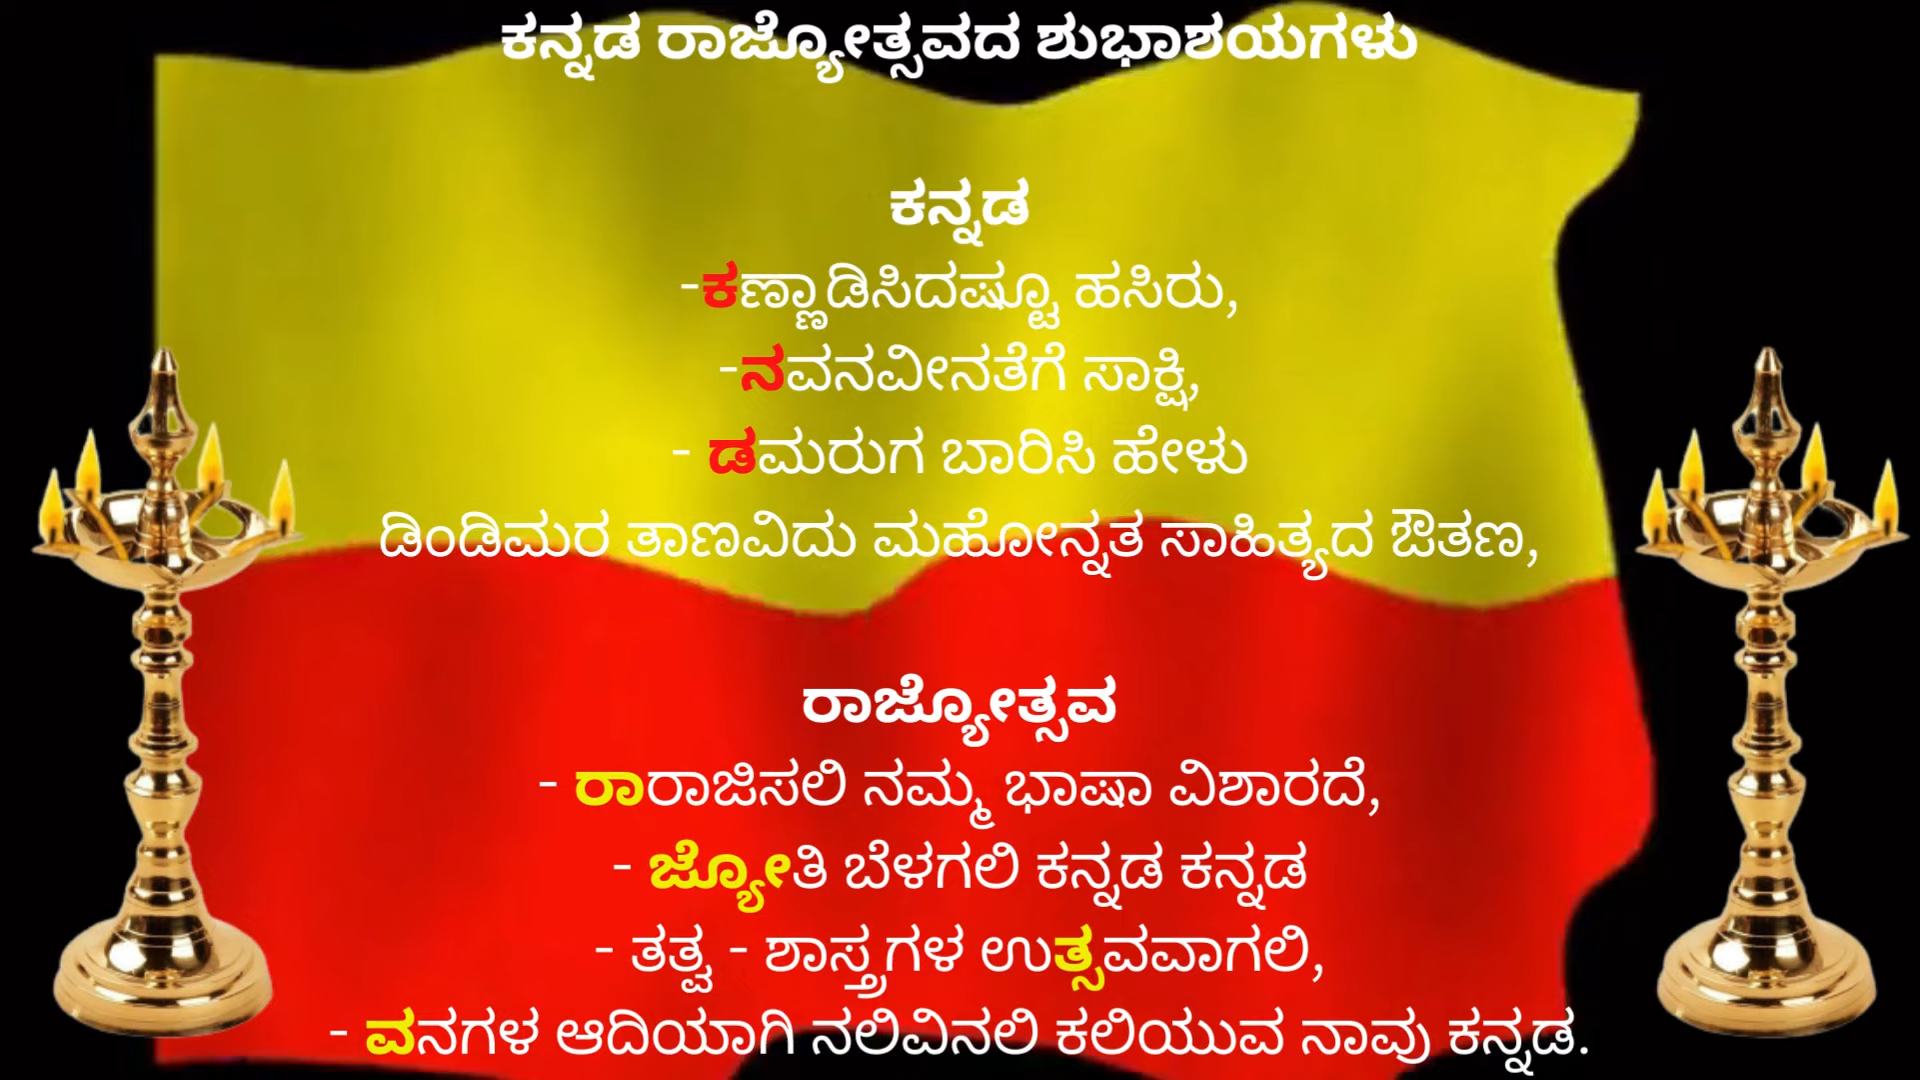 ಕನ್ನಡ ರಾಜ್ಯೋತ್ಸವದ ಶುಭಾಶಯಗಳು
ಕನ್ನಡ
-ಕಣ್ಣಾಡಿಸಿದಷ್ಟೂ ಹಸಿರು,
-ನವನವೀನತೆಗೆ ಸಾಕ್ಷಿ,
- ಡಮರುಗ ಬಾರಿಸಿ ಹೇಳು
ಡಿಂಡಿಮರ ತಾಣವಿದು ಮಹೋನ್ನತ ಸಾಹಿತ್ಯದ ಔತಣ,
ರಾಜ್ಯೋತ್ಸವ
- ರಾರಾಜಿಸಲಿ ನಮ್ಮ ಭಾಷಾ ವಿಶಾರದೆ,
- ಜ್ಯೋತಿ ಬೆಳಗಲಿ ಕನ್ನಡ ಕನ್ನಡ
- ತತ್ವ - ಶಾಸ್ತ್ರಗಳ ಉತ್ಸವವಾಗಲಿ,
- ವನಗಳ ಆದಿಯಾಗಿ ನಲಿವಿನಲಿ ಕಲಿಯುವ ನಾವು ಕನ್ನಡ.